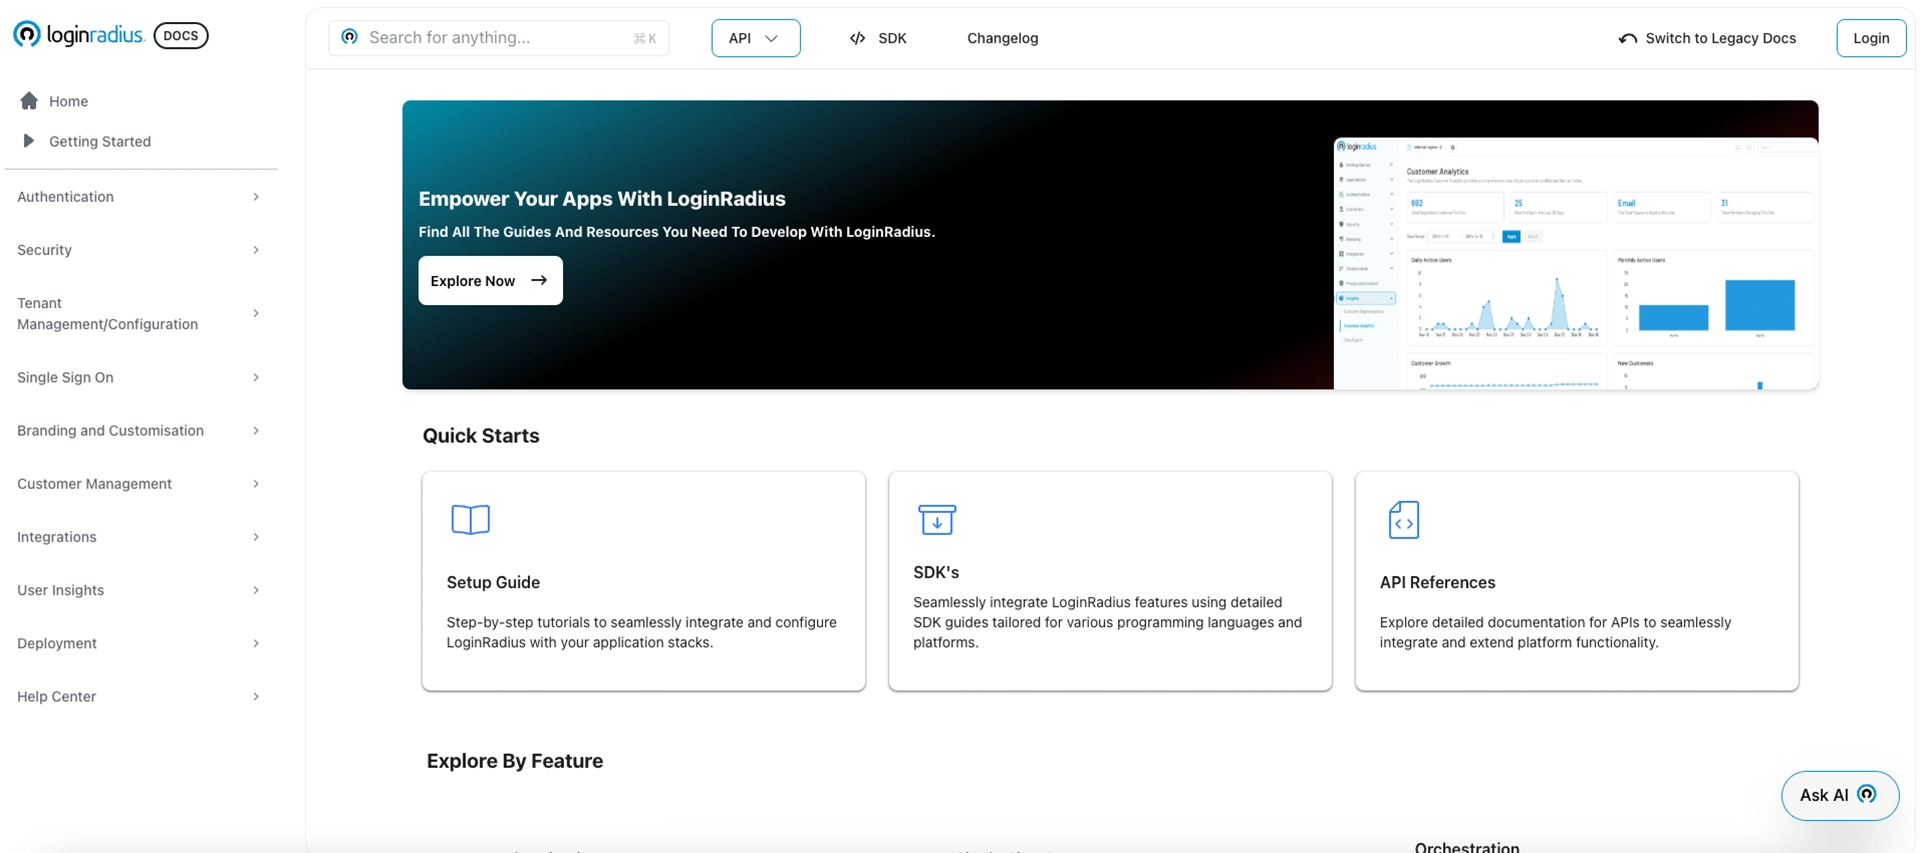 loginradius. DOCS
Search for anything...
⌘ K
API
SDK
Changelog
Switch to Legacy Docs
Login
Home
Getting Started
Authentication
Security
Tenant
Management/Configuration
Single Sign On
Branding and Customisation
Customer Management
Integrations
User Insights
Deployment
Help Center
Empower Your Apps With LoginRadius
Find All The Guides And Resources You Need To Develop With LoginRadius.
Explore Now
loginradius
Customer Analytics
692
25
Email
31
Daily Active Users
Monthly Active Users
Customer Growth
New Customers
Quick Starts
Setup Guide
Step-by-step tutorials to seamlessly integrate and configure
LoginRadius with your application stacks.
SDK's
Seamlessly integrate LoginRadius features using detailed
SDK guides tailored for various programming languages and
platforms.
API References
Explore detailed documentation for APIs to seamlessly
integrate and extend platform functionality.
Explore By Feature
Orchestration
Ask AI